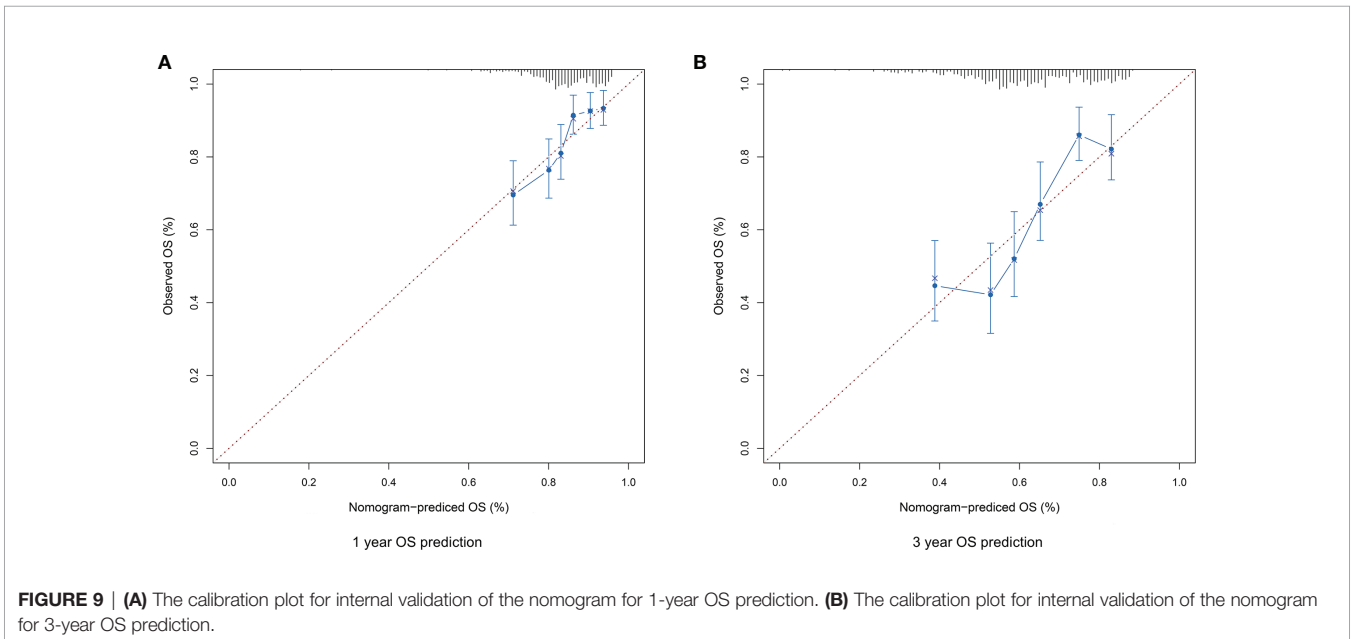 A
B
1.0
0.8
0.6
0.4
0.2
0.0
Observed OS (%)
0.0 0.2 0.4 0.6 0.8 1.0
Nomogram-prediced OS (%)
1 year OS prediction
1.0
0.8
0.6
0.4
0.2
0.0
Observed OS (%)
0.0 0.2 0.4 0.6 0.8 1.0
Nomogram-prediced OS (%)
3 year OS prediction
FIGURE 9 | (A) The calibration plot for internal validation of the nomogram for 1-year OS prediction. (B) The calibration plot for internal validation of the nomogram
for 3-year OS prediction.